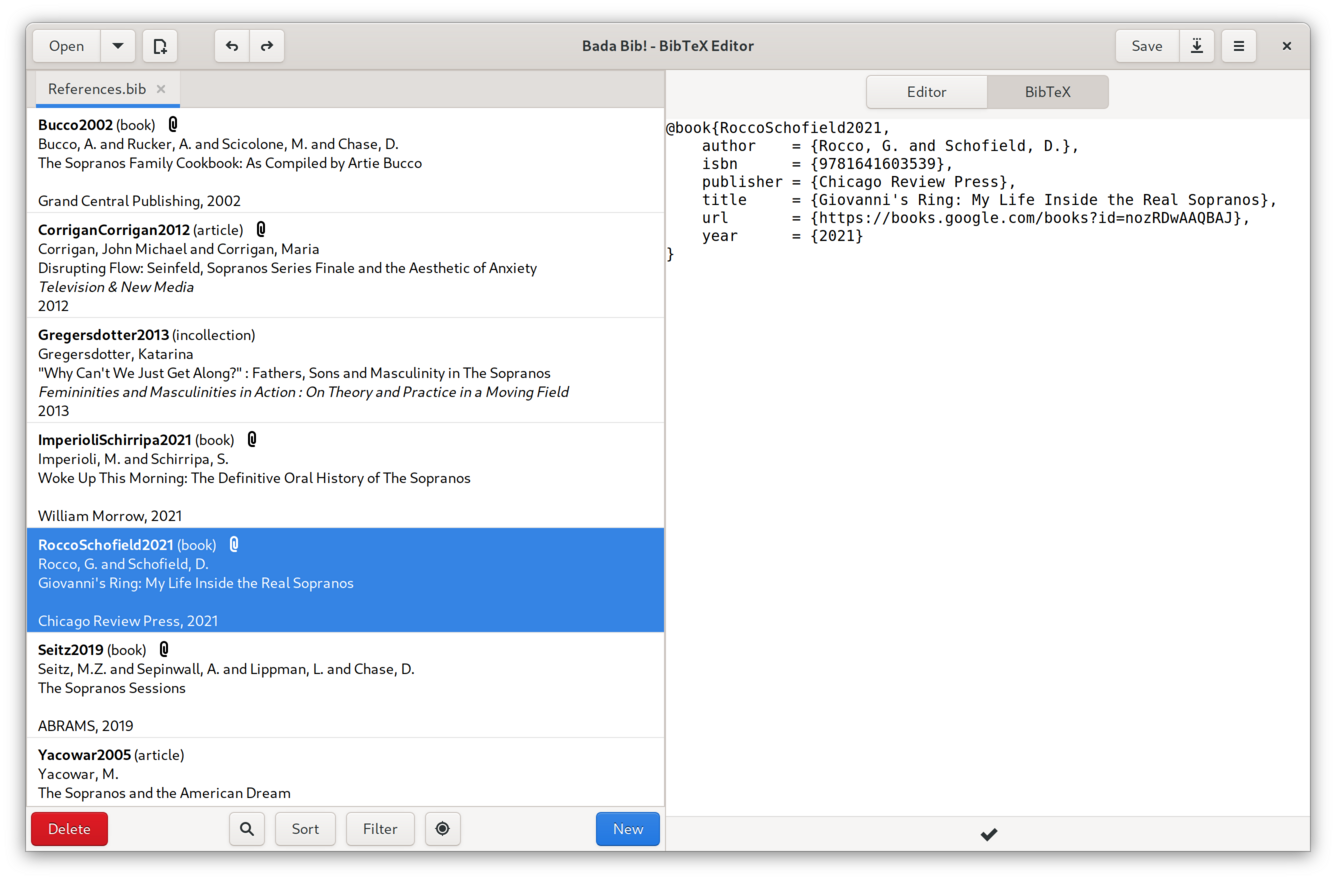 Open
Bada Bib! - BibTeX Editor
Save
References.bib
Editor
BibTeX
Bucco2002 (book)
Bucco, A. and Rucker, A. and Scicolone, M. and Chase, D.
The Sopranos Family Cookbook: As Compiled by Artie Bucco
Grand Central Publishing, 2002
CorriganCorrigan2012 (article)
Corrigan, John Michael and Corrigan, Maria
Disrupting Flow: Seinfeld, Sopranos Series Finale and the Aesthetic of Anxiety
Television & New Media
2012
Gregersdotter2013 (incollection)
Gregersdotter, Katarina
"Why Can't We Just Get Along?" : Fathers, Sons and Masculinity in The Sopranos
Femininities and Masculinities in Action : On Theory and Practice in a Moving Field
2013
ImperioliSchirripa2021 (book)
Imperioli, M. and Schirripa, S.
Woke Up This Morning: The Definitive Oral History of The Sopranos
William Morrow, 2021
RoccoSchofield2021 (book)
Rocco, G. and Schofield, D.
Giovanni's Ring: My Life Inside the Real Sopranos
Chicago Review Press, 2021
Seitz2019 (book)
Seitz, M.Z. and Sepinwall, A. and Lippman, L. and Chase, D.
The Sopranos Sessions
ABRAMS, 2019
Yacowar2005 (article)
Yacowar, M.
The Sopranos and the American Dream
Delete
Sort
Filter
New
@book{RoccoSchofield2021,
    author    = {Rocco, G. and Schofield, D.},
    isbn      = {9781641603539},
    publisher = {Chicago Review Press},
    title     = {Giovanni's Ring: My Life Inside the Real Sopranos},
    url       = {https://books.google.com/books?id=nozRDwAAQBAJ},
    year      = {2021}
}